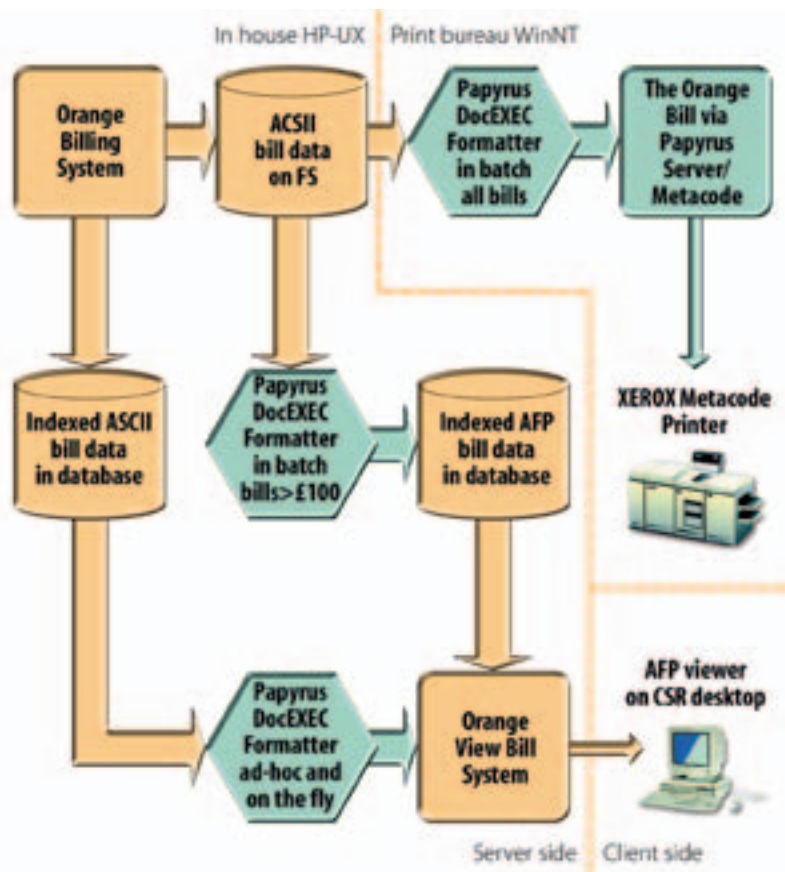 In house HP-UX
Print bureau WinNT
Orange
Billing
System
ACSII
bill data
on FS
Papyrus
DocEXEC
Formatter
in batch
all bills
The Orange
Bill via
Papyrus
Server/
Metacode
Indexed ASCII
bill data
in database
Papyrus
DocEXEC
Formatter
in batch
bills>£100
Indexed AFP
bill data
in database
XEROX Metacode
Printer
Papyrus
DocEXEC
Formatter
ad-hoc and
on the fly
Orange
View Bill
System
AFP viewer
on CSR desktop
Server side
Client side